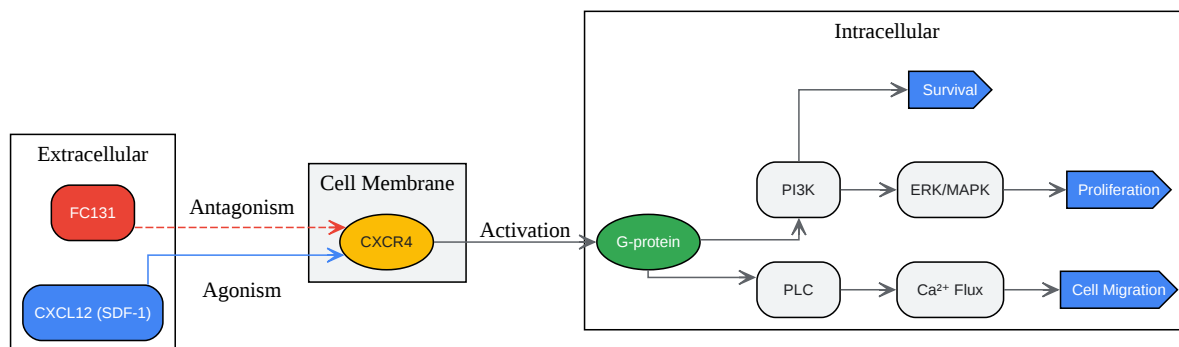 Extracellular
FC131
CXCL12 (SDF-1)
Antagonism
Agonism
Cell Membrane
CXCR4
Activation
Intracellular
G-protein
PI3K
Survival
ERK/MAPK
Proliferation
PLC
Ca²⁺ Flux
Cell Migration